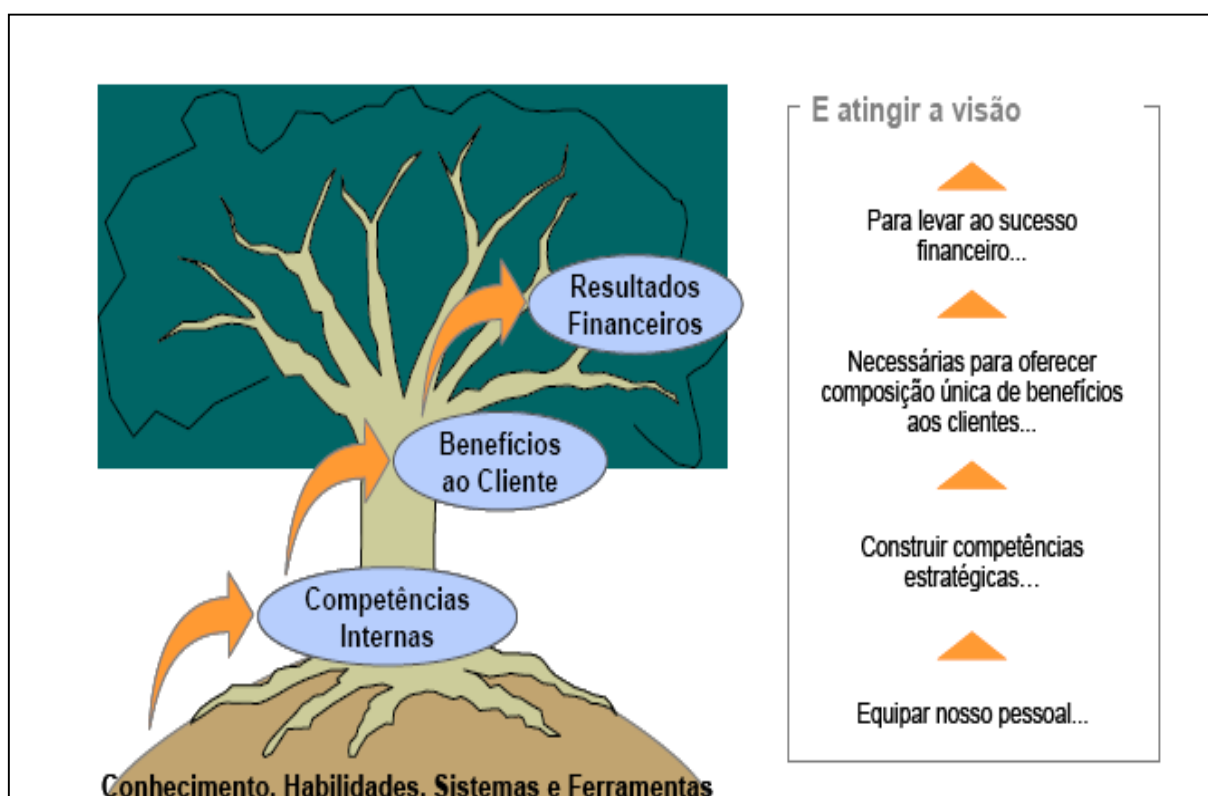 Resultados
Financeiros
Benefícios
ao Cliente
Competências
Internas
Conhecimento, Habilidades, Sistemas e Ferramentas
E atingir a visão
Para levar ao sucesso
financeiro...
Necessárias para oferecer
composição única de benefícios
aos clientes...
Construir competências
estratégicas...
Equipar nosso pessoal...